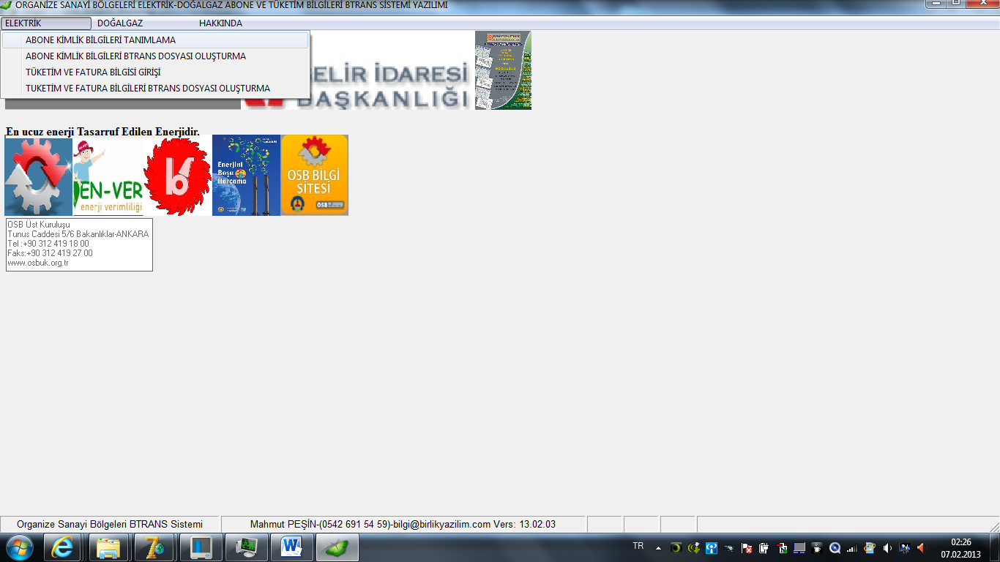 ORGANİZE SANAYİ BÖLGELERİ ELEKTRİK-DOĞALGAZ ABONE VE TÜKETİM BİLGİLERİ BTRANS SİSTEMİ YAZILIMI
ELEKTRİK DOĞALGAZ HAKKINDA
ABONE KİMLİK BİLGİLERİ TANIMLAMA
ABONE KİMLİK BİLGİLERİ BTRANS DOSYASI OLUŞTURMA
TÜKETİM VE FATURA BİLGİSİ GİRİŞİ
TUKETİM VE FATURA BİLGİLERİ BTRANS DOSYASI OLUŞTURMA
ELİR İDARESİ
BAŞKANLIĞI
En ucuz enerji Tasarruf Edilen Enerjidir.
EN-VER
enerji verimliliği
b
Enerjini
Boşa
Harcama
OSB BİLGİ
SİTESİ
OSB
OSB Üst Kuruluşu
Tunus Caddesi 5/6 Bakanlıklar-ANKARA
Tel :+90 312 419 18 00
Faks:+90 312 419 27 00
www.osbuk.org.tr
Organize Sanayi Bölgeleri BTRANS Sistemi
Mahmut PEŞİN-(0542 691 54 59)-bilgi@birlikyazilim.com Vers: 13.02.03
TR
02:26
07.02.2013